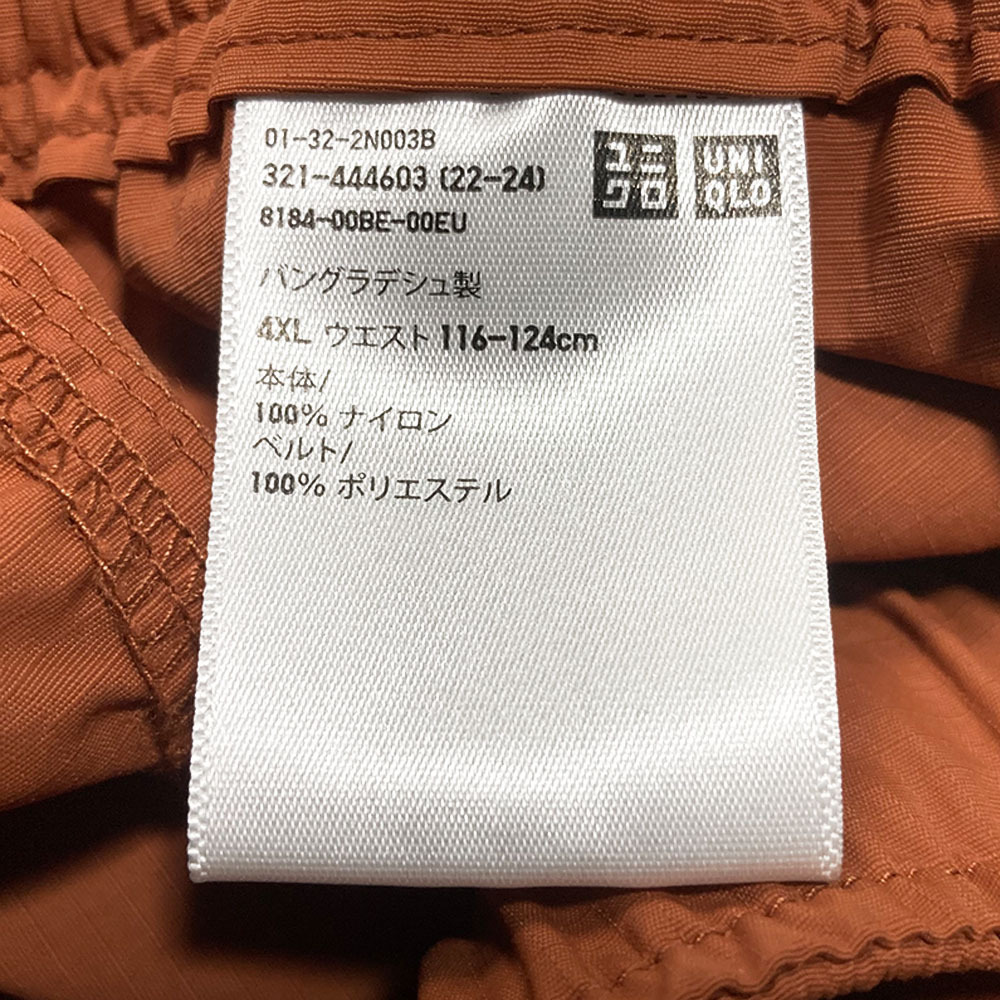 01-32-2N003B
321-444603 (22-24)
8184-00BE-00EU
ユニ
クロ
UNI
QLO
バングラデシュ製
4XL ウエスト 116-124cm
本体/
100% ナイロン
ベルト/
100% ポリエステル